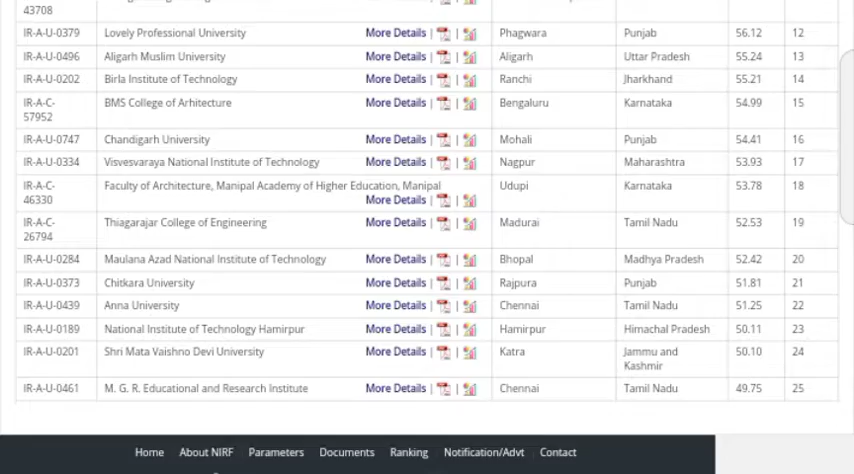 43708
IR-A-U-0379 Lovely Professional University More Details | | Phagwara Punjab 56.12 12
IR-A-U-0496 Aligarh Muslim University More Details | | Aligarh Uttar Pradesh 55.24 13
IR-A-U-0202 Birla Institute of Technology More Details | | Ranchi Jharkhand 55.21 14
IR-A-C- BMS College of Arhitecture More Details | | Bengaluru Karnataka 54.99 15
57952
IR-A-U-0747 Chandigarh University More Details | | Mohali Punjab 54.41 16
IR-A-U-0334 Visvesvaraya National Institute of Technology More Details | | Nagpur Maharashtra 53.93 17
IR-A-C- Faculty of Architecture, Manipal Academy of Higher Education, Manipal Udupi Karnataka 53.78 18
46330 More Details | |
IR-A-C- Thiagarajar College of Engineering More Details | | Madurai Tamil Nadu 52.53 19
26794
IR-A-U-0284 Maulana Azad National Institute of Technology More Details | | Bhopal Madhya Pradesh 52.42 20
IR-A-U-0373 Chitkara University More Details | | Rajpura Punjab 51.81 21
IR-A-U-0439 Anna University More Details | | Chennai Tamil Nadu 51.25 22
IR-A-U-0189 National Institute of Technology Hamirpur More Details | | Hamirpur Himachal Pradesh 50.11 23
IR-A-U-0201 Shri Mata Vaishno Devi University More Details | | Katra Jammu and 50.10 24
Kashmir
IR-A-U-0461 M. G. R. Educational and Research Institute More Details | | Chennai Tamil Nadu 49.75 25
Home About NIRF Parameters Documents Ranking Notification/Advt Contact